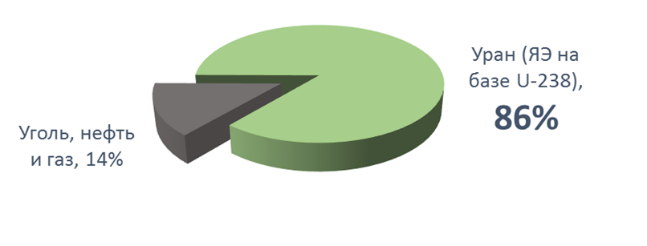 Уран (ЯЭ на
базе U-238),
86%
Уголь, нефть
и газ, 14%